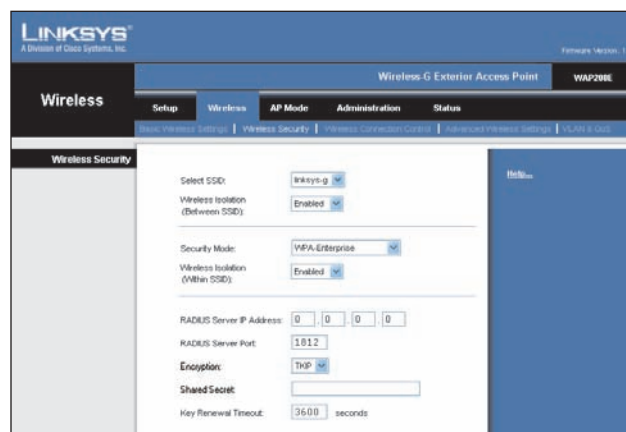 LINKSYS®
A Division of Cisco Systems, Inc.
Firmware Version: 1
Wireless-G Exterior Access Point WAP200E
Wireless
Setup Wireless AP Mode Administration Status
Basic Wireless Settings | Wireless Security | Wireless Connection Control | Advanced Wireless Settings | VLAN & QoS
Wireless Security
Help...
Select SSID: linksys-g
Wireless Isolation
(Between SSID): Enabled
Security Mode: WPA-Enterprise
Wireless Isolation
(Within SSID): Enabled
RADIUS Server IP Address: 0 . 0 . 0 . 0
RADIUS Server Port: 1812
Encryption: TKIP
Shared Secret:
Key Renewal Timeout: 3600 seconds